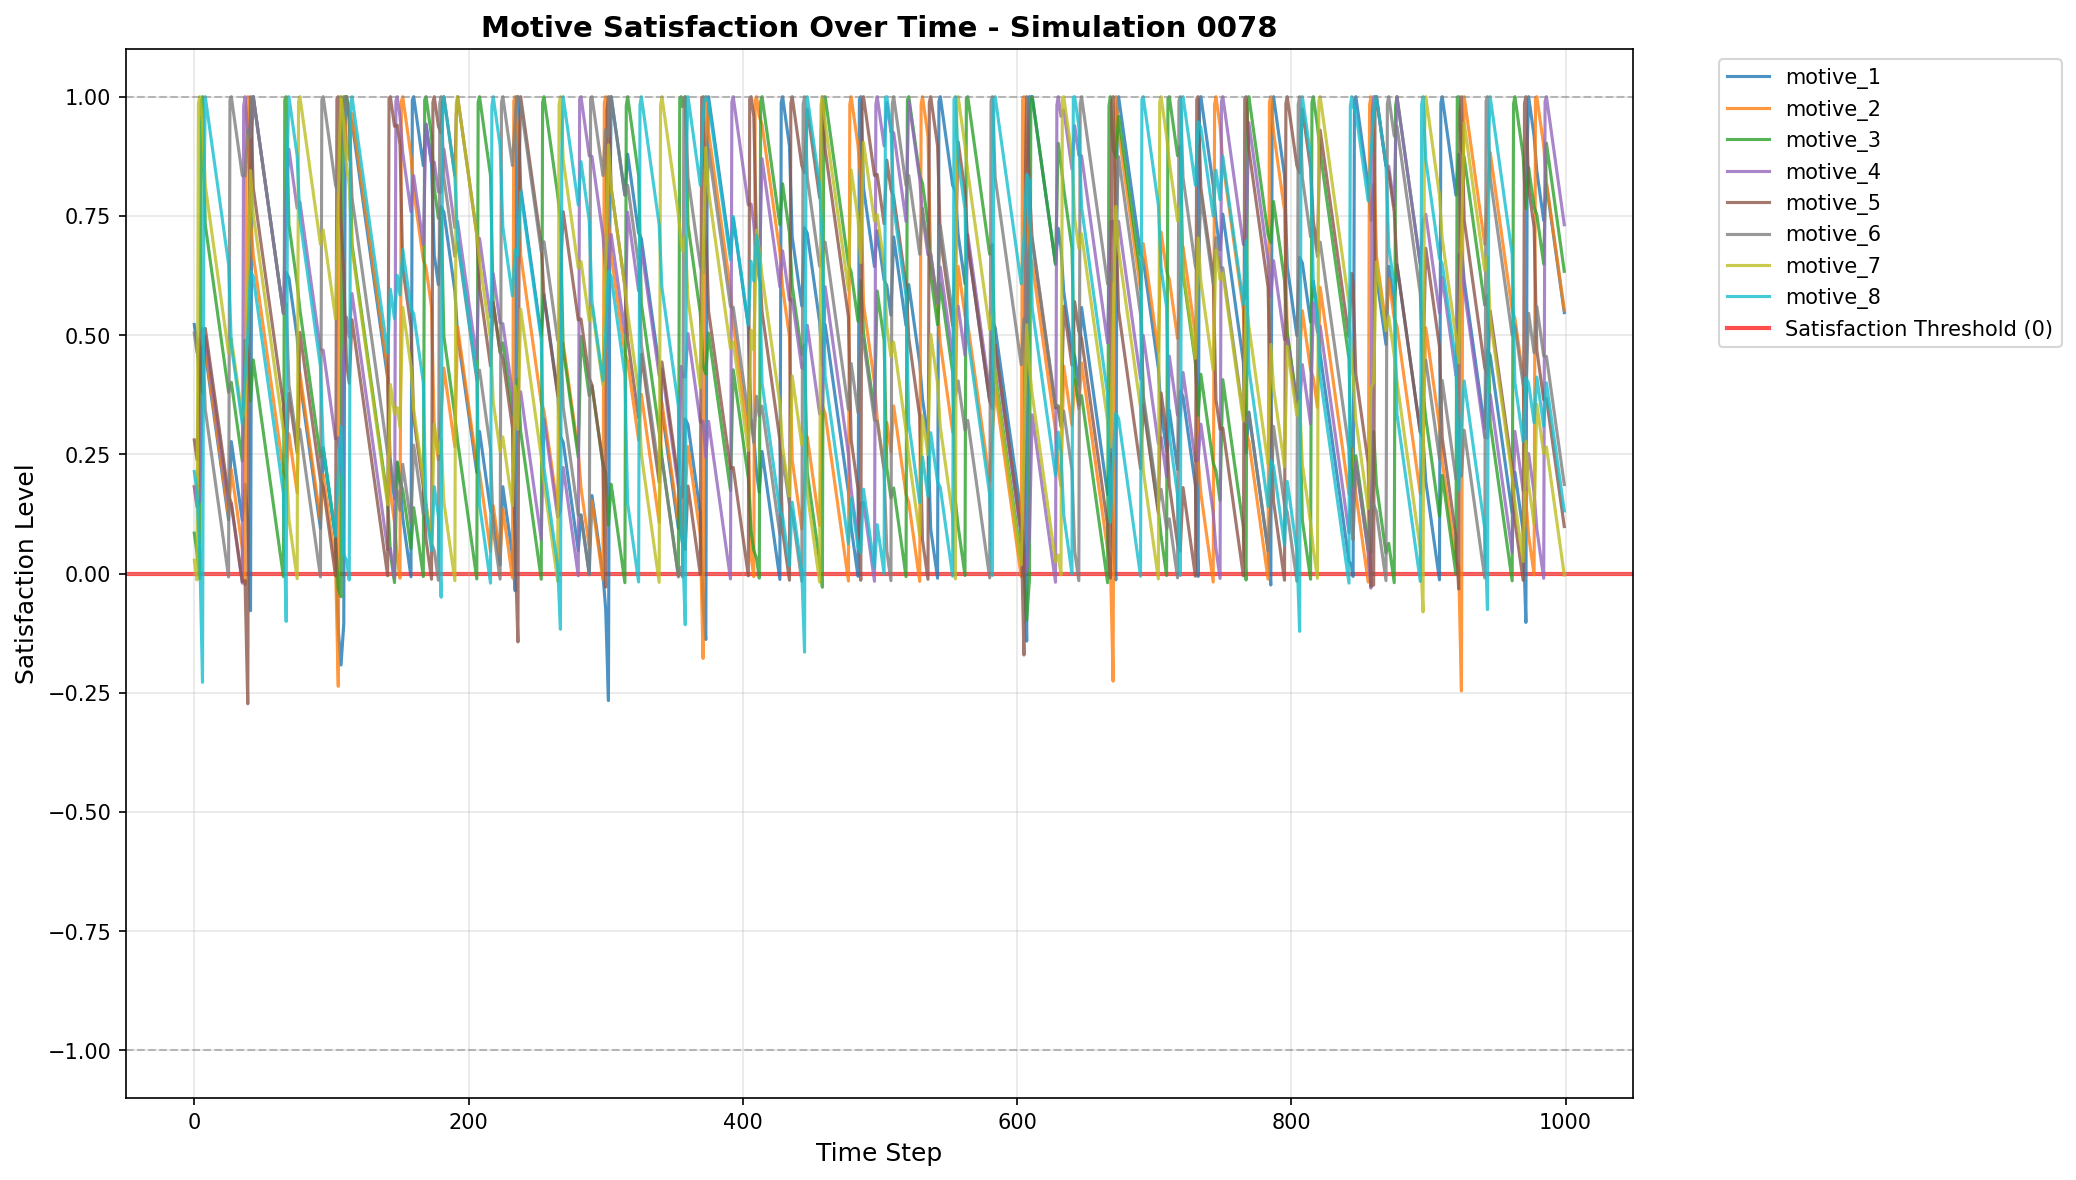 Motive Satisfaction Over Time - Simulation 0078
1.00
0.75
0.50
0.25
0.00
−0.25
−0.50
−0.75
−1.00
Satisfaction Level
0
200
400
600
800
1000
Time Step
motive_1
motive_2
motive_3
motive_4
motive_5
motive_6
motive_7
motive_8
Satisfaction Threshold (0)